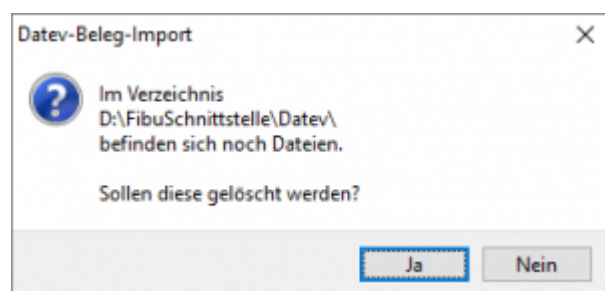 Datev-Beleg-Import
Im Verzeichnis
D:\FibuSchnittstelle\Datev\
befinden sich noch Dateien.
Sollen diese gelöscht werden?
Ja
Nein